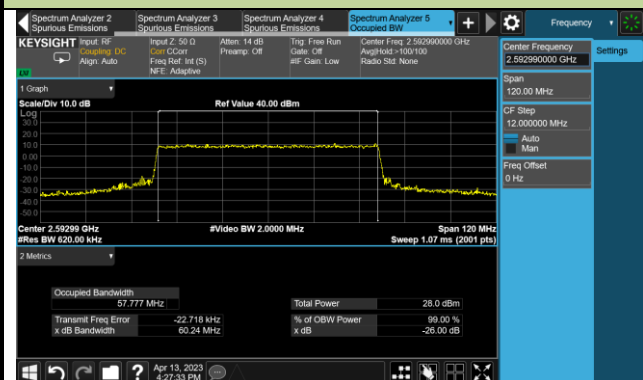 Spectrum Analyzer 2
Spurious Emissions
Spectrum Analyzer 3
Spurious Emissions
Spectrum Analyzer 4
Spurious Emissions
Spectrum Analyzer 5
Occupied BW
Frequency
KEYSIGHT
Input: RF
Coupling: DC
Align: Auto
Input Z: 50 Ω
Corr CCorr
Freq Ref: Int (S)
NFE: Adaptive
Atten: 14 dB
Preamp: Off
Trig: Free Run
Gate: Off
#IF Gain: Low
Center Freq: 2.592990000 GHz
Avg|Hold:>100/100
Radio Std: None
LW
Center Frequency
2.592990000 GHz
Settings
Span
120.00 MHz
CF Step
12.000000 MHz
Auto
Man
Freq Offset
0 Hz
1 Graph
Scale/Div 10.0 dB
Ref Value 40.00 dBm
Log
30.0
20.0
10.0
0.00
-10.0
-20.0
-30.0
-40.0
-50.0
Center 2.59299 GHz
#Video BW 2.0000 MHz
Span 120 MHz
#Res BW 620.00 kHz
Sweep 1.07 ms (2001 pts)
2 Metrics
Occupied Bandwidth
57.777 MHz
Total Power 28.0 dBm
Transmit Freq Error -22.718 kHz
% of OBW Power 99.00 %
x dB Bandwidth 60.24 MHz
x dB -26.00 dB
?
Apr 13, 2023
4:27:33 PM